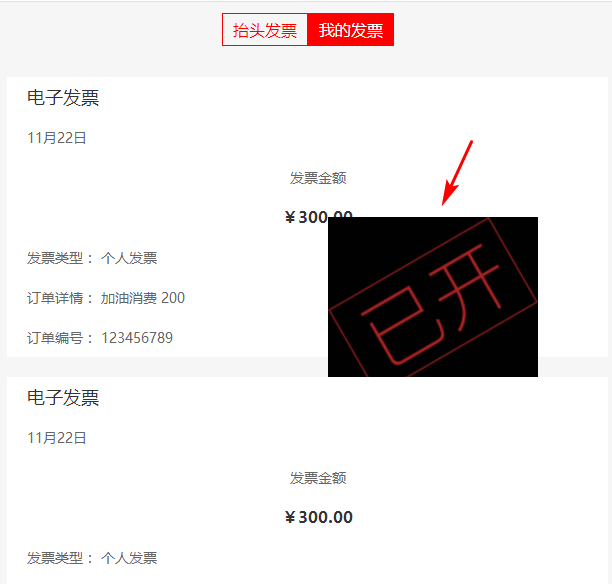 抬头发票 我的发票
电子发票
11月22日
发票金额
￥300.00
发票类型： 个人发票
订单详情： 加油消费 200
订单编号： 123456789
已开
电子发票
11月22日
发票金额
￥300.00
发票类型： 个人发票